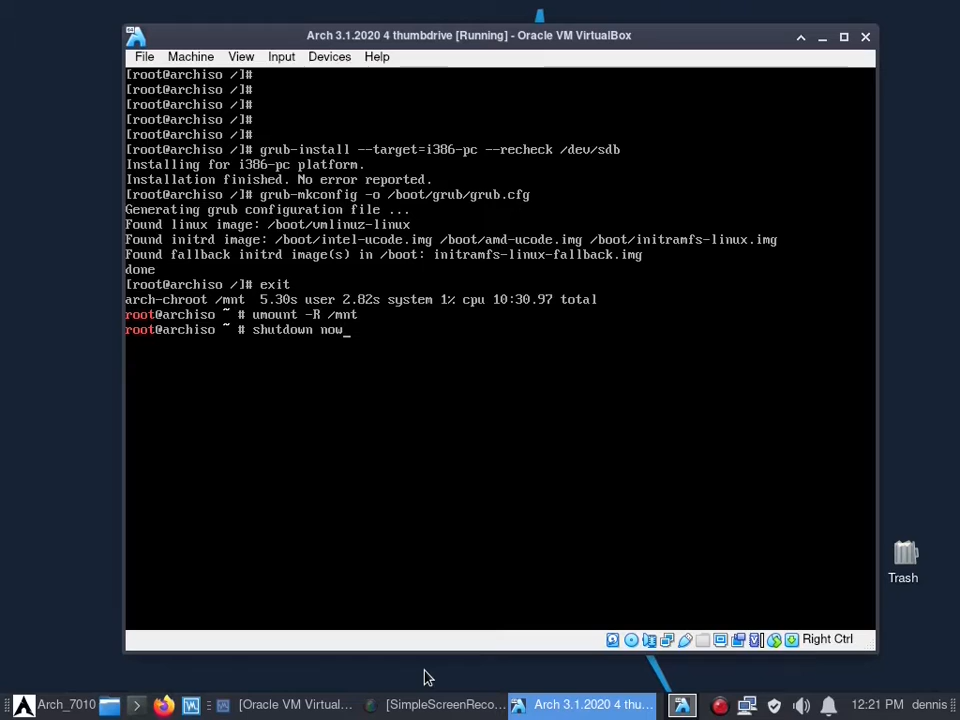 Arch 3.1.2020 4 thumbdrive [Running] - Oracle VM VirtualBox
File Machine View Input Devices Help
[root@archiso /]#
[root@archiso /]#
[root@archiso /]#
[root@archiso /]#
[root@archiso /]#
[root@archiso /]# grub-install --target=i386-pc --recheck /dev/sdb
Installing for i386-pc platform.
Installation finished. No error reported.
[root@archiso /]# grub-mkconfig -o /boot/grub/grub.cfg
Generating grub configuration file ...
Found linux image: /boot/vmlinuz-linux
Found initrd image: /boot/intel-ucode.img /boot/amd-ucode.img /boot/initramfs-linux.img
Found fallback initrd image(s) in /boot: initramfs-linux-fallback.img
done
[root@archiso /]# exit
arch-chroot /mnt  5.30s user 2.82s system 1% cpu 10:30.97 total
root@archiso ~ # umount -R /mnt
root@archiso ~ # shutdown now_
Trash
Right Ctrl
Arch_7010 [Oracle VM Virtual... [SimpleScreenReco... Arch 3.1.2020 4 thu... 12:21 PM dennis